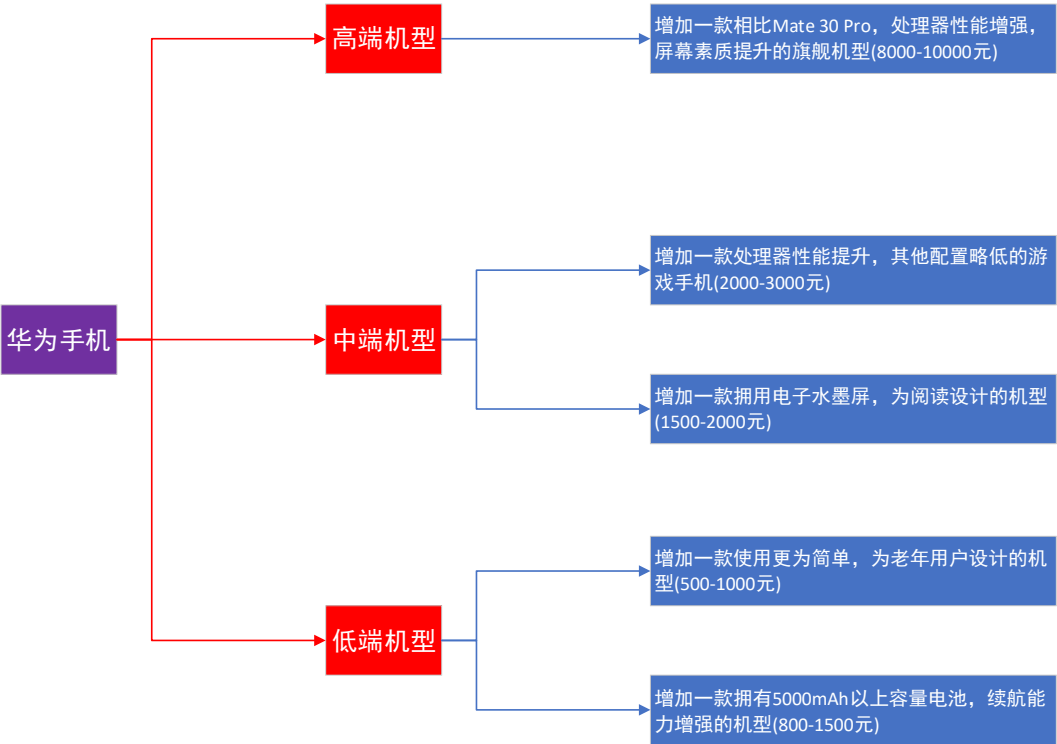 高端机型
增加一款相比Mate 30 Pro，处理器性能增强，
屏幕素质提升的旗舰机型(8000-10000元)
增加一款处理器性能提升，其他配置略低的游
戏手机(2000-3000元)
华为手机
中端机型
增加一款拥用电子水墨屏，为阅读设计的机型
(1500-2000元)
增加一款使用更为简单，为老年用户设计的机
型(500-1000元)
低端机型
增加一款拥有5000mAh以上容量电池，续航能
力增强的机型(800-1500元)